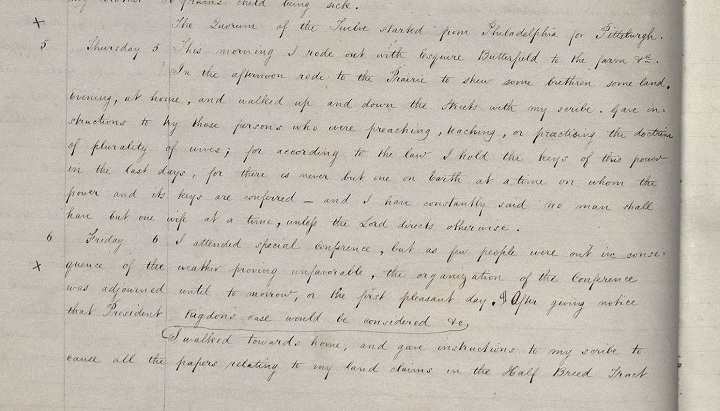 my brother's child being sick.
+ The Quorum of the Twelve started from Philadelphia for Pittsburgh.
5 Thursday 5 This morning I rode out with Esquire Butterfield to the farm &c.
In the afternoon rode to the Prairie to shew some brethren some land.
Evening, at home, and walked up and down the Streets with my scribe. Gave in-
structions to try those persons who were preaching, teaching, or practising the doctrine
of plurality of wives; for according to the law I hold the keys of this power
in the last days, for there is never but one on Earth at a time on whom the
power and its keys are conferred — and I have constantly said no man shall
have but one wife at a time, unless the Lord directs otherwise.
6 Friday 6 I attended special conference, but as few people were out in conse-
x quence of the weather proving unfavorable, the organization of the Conference
was adjourned until to morrow, or the first pleasant day. After giving notice
that President Rigdons case would be considered &c
I walked towards home, and gave instructions to my scribe to
cause all the papers relating to my land claims in the Half Breed Tract